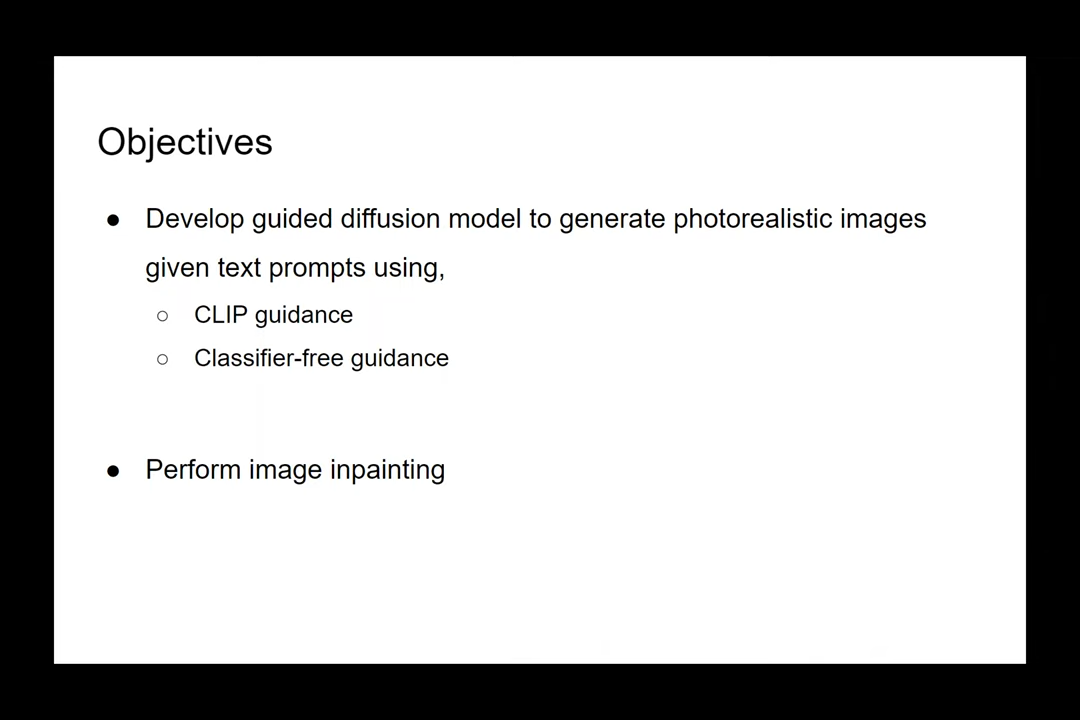 Objectives
● Develop guided diffusion model to generate photorealistic images
given text prompts using,
○ CLIP guidance
○ Classifier-free guidance
● Perform image inpainting